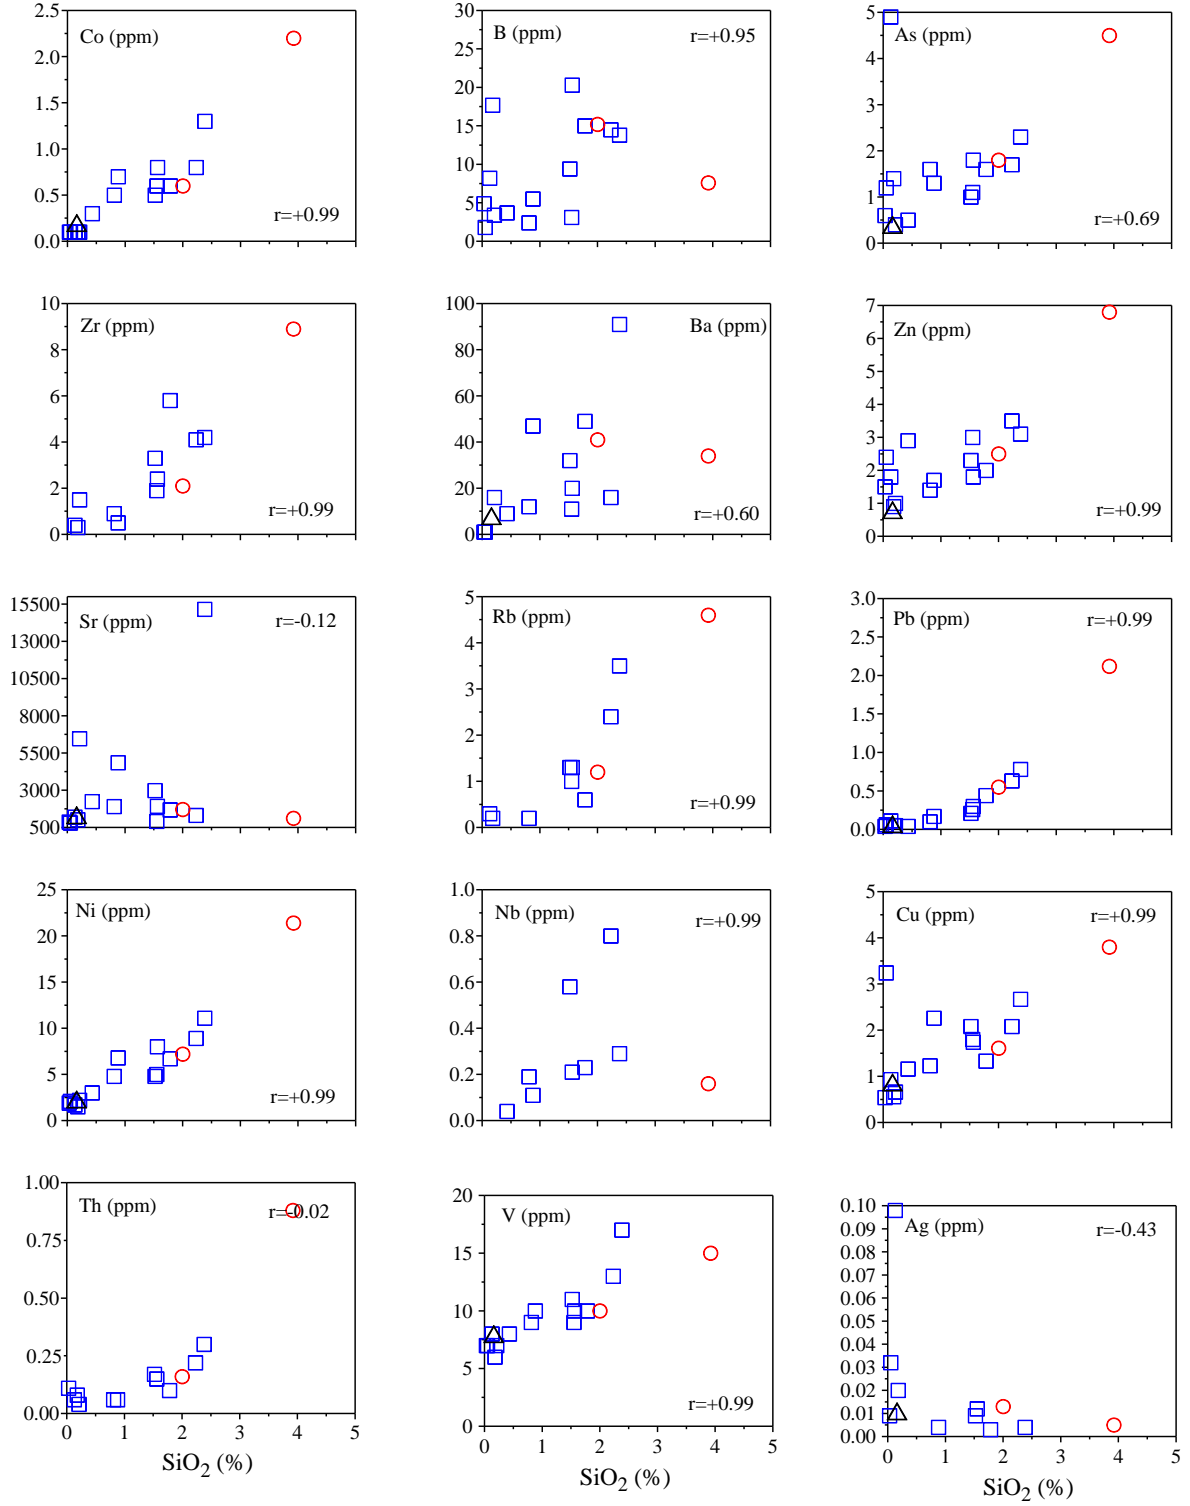 2.5
2.0
1.5
1.0
0.5
0.0
Co (ppm)
r=+0.99
30
25
20
15
10
5
0
B (ppm)
r=+0.95
5
4
3
2
1
0
As (ppm)
r=+0.69
10
8
6
4
2
0
Zr (ppm)
r=+0.99
100
80
60
40
20
0
Ba (ppm)
r=+0.60
7
6
5
4
3
2
1
0
Zn (ppm)
r=+0.99
15500
13000
10500
8000
5500
3000
500
Sr (ppm)
r=-0.12
5
4
3
2
1
0
Rb (ppm)
r=+0.99
3.0
2.5
2.0
1.5
1.0
0.5
0.0
Pb (ppm)
r=+0.99
25
20
15
10
5
0
Ni (ppm)
r=+0.99
1.0
0.8
0.6
0.4
0.2
0.0
Nb (ppm)
r=+0.99
5
4
3
2
1
0
Cu (ppm)
r=+0.99
1.00
0.75
0.50
0.25
0.00
Th (ppm)
r=-0.02
0 1 2 3 4 5
SiO2 (%)
20
15
10
5
0
V (ppm)
r=+0.99
0 1 2 3 4 5
SiO2 (%)
0.10
0.09
0.08
0.07
0.06
0.05
0.04
0.03
0.02
0.01
0.00
Ag (ppm)
r=-0.43
0 1 2 3 4 5
SiO2 (%)